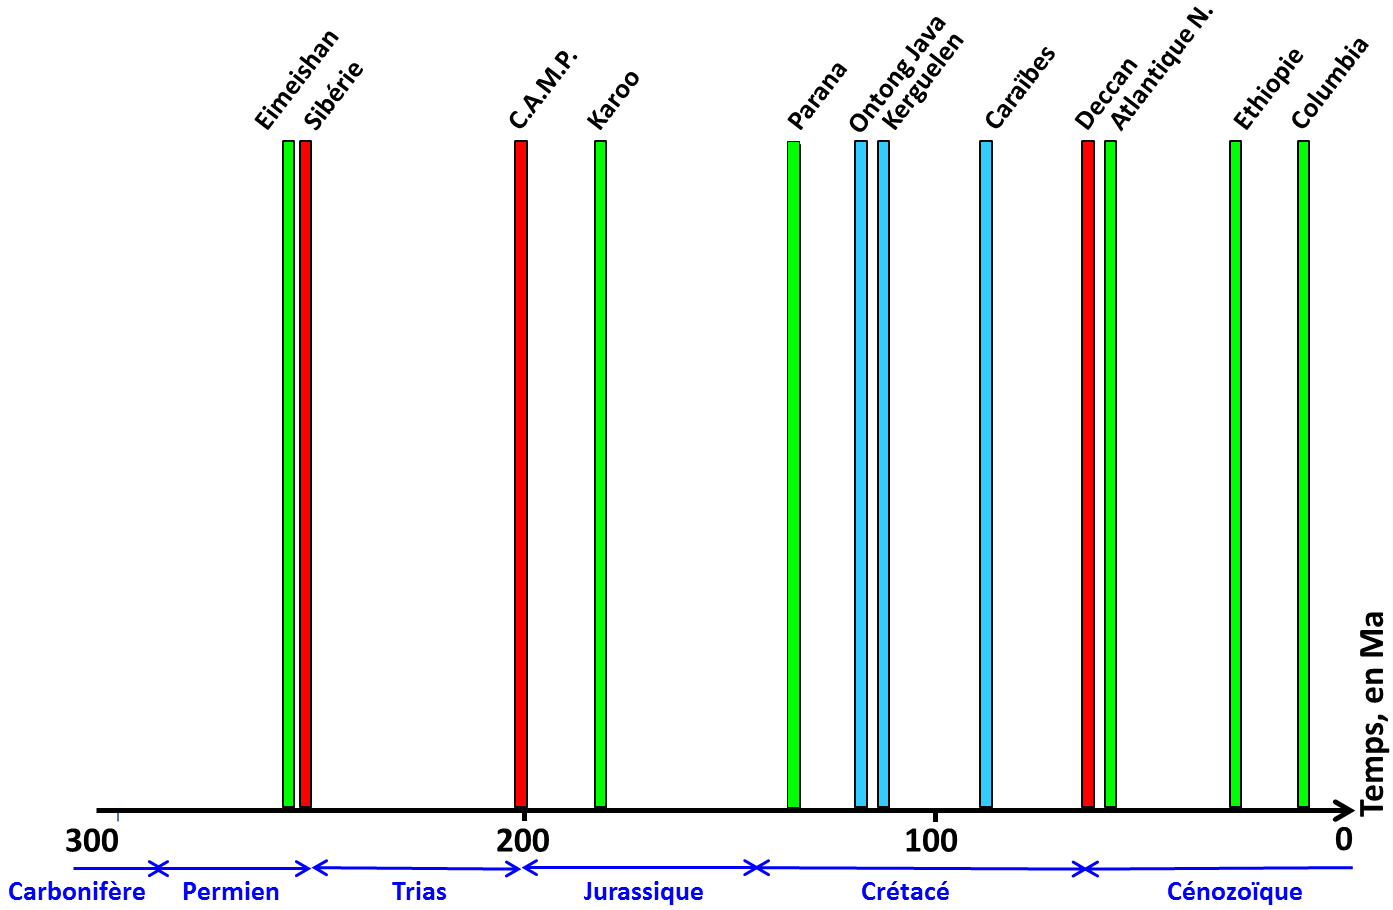 Eimeishan
Sibérie
C.A.M.P.
Karoo
Parana
Ontong Java
Kerguelen
Caraïbes
Deccan
Atlantique N.
Ethiopie
Columbia
Temps, en Ma
300
200
100
0
Carbonifère
Permien
Trias
Jurassique
Crétacé
Cénozoïque